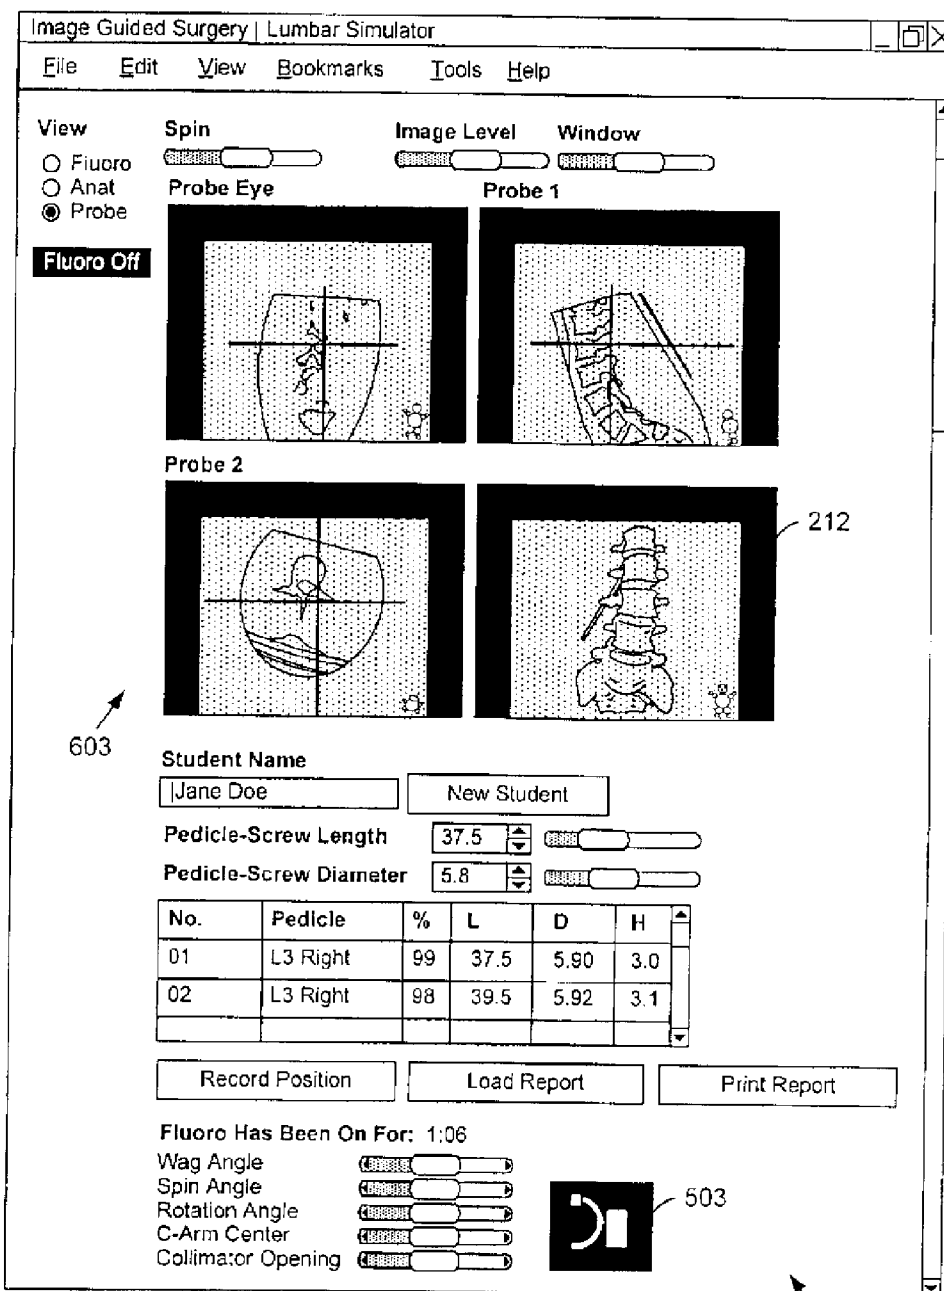 Image Guided Surgery | Lumbar Simulator
File Edit View Bookmarks Tools Help
View Spin Image Level Window
Fluoro
Anat
Probe
Fluoro Off
Probe Eye Probe 1
Probe 2
212
603
Student Name
Jane Doe New Student
Pedicle-Screw Length 37.5
Pedicle-Screw Diameter 5.8
No. Pedicle % L D H
01 L3 Right 99 37.5 5.90 3.0
02 L3 Right 98 39.5 5.92 3.1
Record Position Load Report Print Report
Fluoro Has Been On For: 1:06
Wag Angle
Spin Angle
Rotation Angle
C-Arm Center
Collimator Opening
503